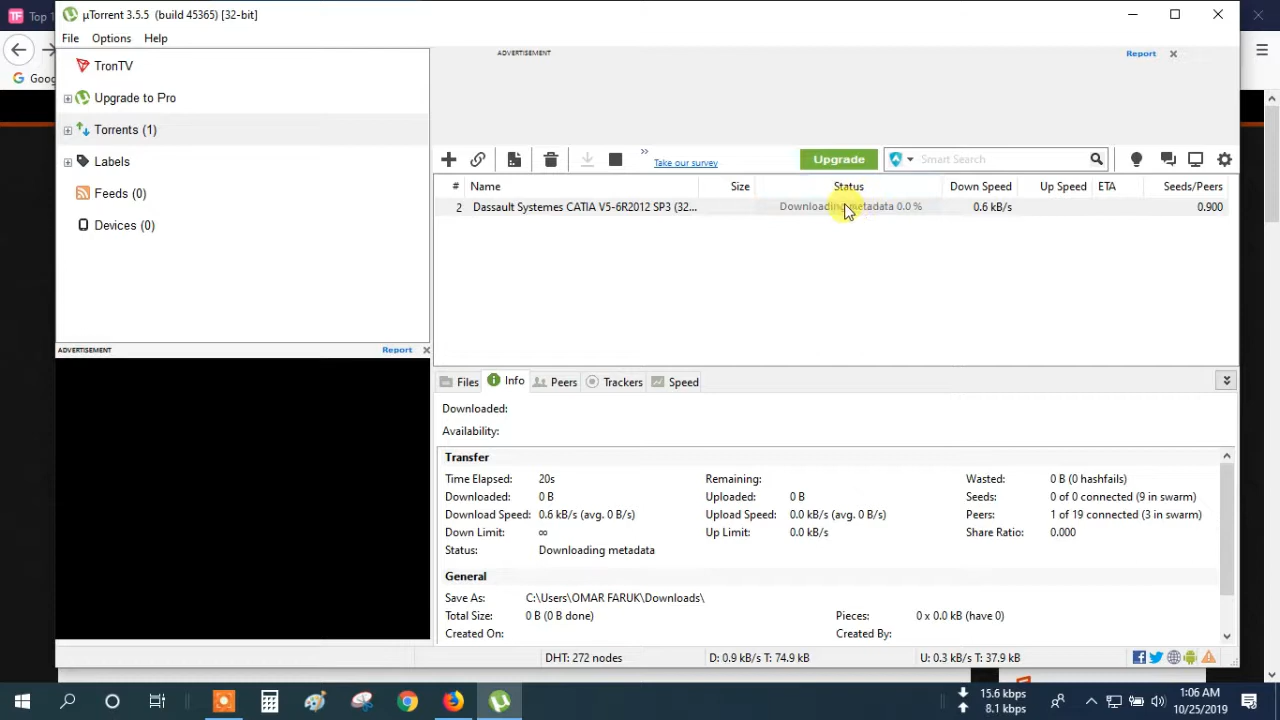 Top 1
µTorrent 3.5.5 (build 45365) [32-bit]
File Options Help
Goog
TronTV
Upgrade to Pro
Torrents (1)
Labels
Feeds (0)
Devices (0)
ADVERTISEMENT Report
ADVERTISEMENT Report
Take our survey Upgrade Smart Search
# Name Size Status Down Speed Up Speed ETA Seeds/Peers
2 Dassault Systemes CATIA V5-6R2012 SP3 (32... Downloading metadata 0.0 % 0.6 kB/s 0.900
Files Info Peers Trackers Speed
Downloaded:
Availability:
Transfer
Time Elapsed: 20s Remaining: Wasted: 0 B (0 hashfails)
Downloaded: 0 B Uploaded: 0 B Seeds: 0 of 0 connected (9 in swarm)
Download Speed: 0.6 kB/s (avg. 0 B/s) Upload Speed: 0.0 kB/s (avg. 0 B/s) Peers: 1 of 19 connected (3 in swarm)
Down Limit: ∞ Up Limit: 0.0 kB/s Share Ratio: 0.000
Status: Downloading metadata
General
Save As: C:\Users\OMAR FARUK\Downloads\
Total Size: 0 B (0 B done) Pieces: 0 x 0.0 kB (have 0)
Created On: Created By:
DHT: 272 nodes D: 0.9 kB/s T: 74.9 kB U: 0.3 kB/s T: 37.9 kB
15.6 kbps
8.1 kbps
1:06 AM
10/25/2019